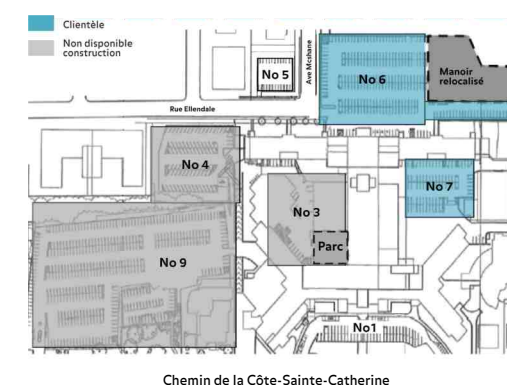 Clientèle
Non disponible
construction
No 5
Ave Mcshane
No 6
Manoir
relocalisé
Rue Ellendale
No 4
No 7
No 3
Parc
No 9
No1
Chemin de la Côte-Sainte-Catherine